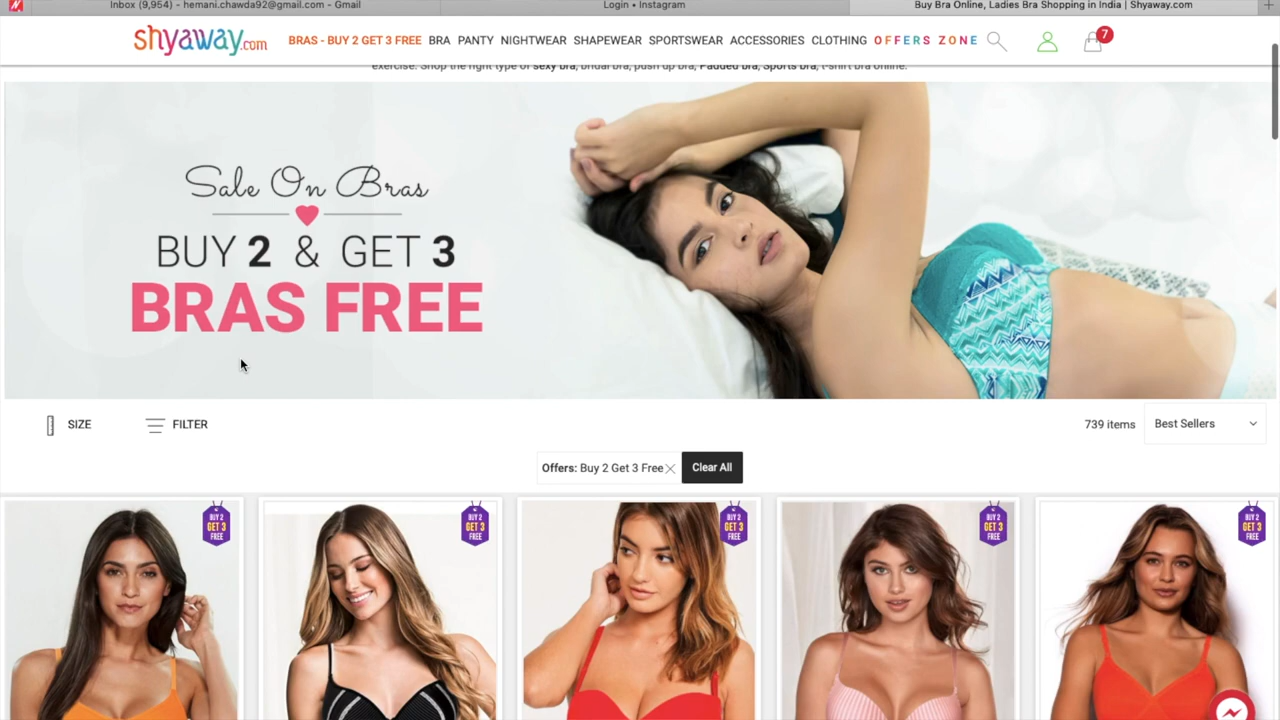 Inbox (9,954) - hemani.chawda92@gmail.com - Gmail
Login • Instagram
Buy Bra Online, Ladies Bra Shopping in India | Shyaway.com
shyaway.com
BRAS - BUY 2 GET 3 FREE BRA PANTY NIGHTWEAR SHAPEWEAR SPORTSWEAR ACCESSORIES CLOTHING OFFERS ZONE
7
exercise. Shop the right type of sexy bra, bridal bra, push up bra, Padded bra, Sports bra, t-shirt bra online.
Sale On Bras
BUY 2 & GET 3
BRAS FREE
SIZE
FILTER
739 items
Best Sellers
Offers: Buy 2 Get 3 Free
Clear All
BUY 2
GET 3
FREE
BUY 2
GET 3
FREE
BUY 2
GET 3
FREE
BUY 2
GET 3
FREE
BUY 2
GET 3
FREE